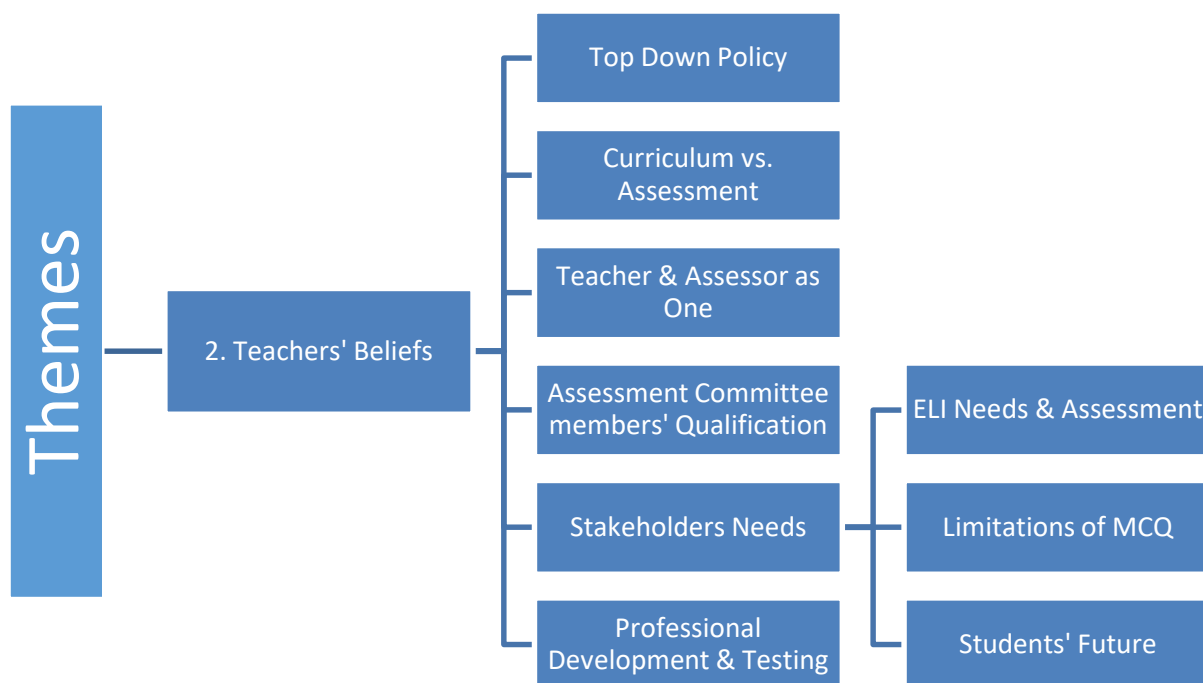 Themes
2. Teachers' Beliefs
Top Down Policy
Curriculum vs.
Assessment
Teacher & Assessor as
One
Assessment Committee
members' Qualification
Stakeholders Needs
Professional
Development & Testing
ELI Needs & Assessment
Limitations of MCQ
Students' Future